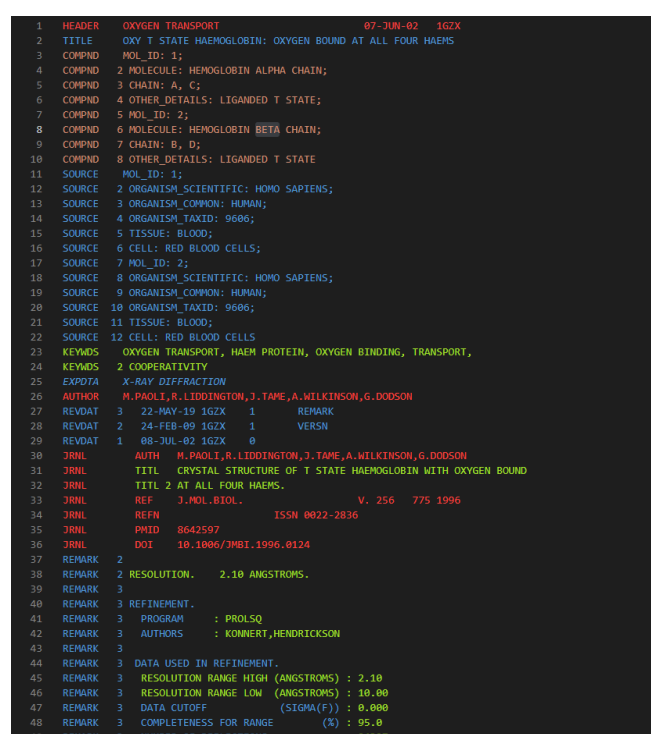 1 HEADER OXYGEN TRANSPORT 07-JUN-02 1GZX
2 TITLE OXY T STATE HAEMOGLOBIN: OXYGEN BOUND AT ALL FOUR HAEMS
3 COMPND MOL_ID: 1;
4 COMPND 2 MOLECULE: HEMOGLOBIN ALPHA CHAIN;
5 COMPND 3 CHAIN: A, C;
6 COMPND 4 OTHER_DETAILS: LIGANDED T STATE;
7 COMPND 5 MOL_ID: 2;
8 COMPND 6 MOLECULE: HEMOGLOBIN BETA CHAIN;
9 COMPND 7 CHAIN: B, D;
10 COMPND 8 OTHER_DETAILS: LIGANDED T STATE
11 SOURCE MOL_ID: 1;
12 SOURCE 2 ORGANISM_SCIENTIFIC: HOMO SAPIENS;
13 SOURCE 3 ORGANISM_COMMON: HUMAN;
14 SOURCE 4 ORGANISM_TAXID: 9606;
15 SOURCE 5 TISSUE: BLOOD;
16 SOURCE 6 CELL: RED BLOOD CELLS;
17 SOURCE 7 MOL_ID: 2;
18 SOURCE 8 ORGANISM_SCIENTIFIC: HOMO SAPIENS;
19 SOURCE 9 ORGANISM_COMMON: HUMAN;
20 SOURCE 10 ORGANISM_TAXID: 9606;
21 SOURCE 11 TISSUE: BLOOD;
22 SOURCE 12 CELL: RED BLOOD CELLS
23 KEYWDS OXYGEN TRANSPORT, HAEM PROTEIN, OXYGEN BINDING, TRANSPORT,
24 KEYWDS 2 COOPERATIVITY
25 EXPDTA X-RAY DIFFRACTION
26 AUTHOR M.PAOLI,R.LIDDINGTON,J.TAME,A.WILKINSON,G.DODSON
27 REVDAT 3 22-MAY-19 1GZX 1 REMARK
28 REVDAT 2 24-FEB-09 1GZX 1 VERSN
29 REVDAT 1 08-JUL-02 1GZX 0
30 JRNL AUTH M.PAOLI,R.LIDDINGTON,J.TAME,A.WILKINSON,G.DODSON
31 JRNL TITL CRYSTAL STRUCTURE OF T STATE HAEMOGLOBIN WITH OXYGEN BOUND
32 JRNL TITL 2 AT ALL FOUR HAEMS.
33 JRNL REF J.MOL.BIOL. V. 256 775 1996
34 JRNL REFN ISSN 0022-2836
35 JRNL PMID 8642597
36 JRNL DOI 10.1006/JMBI.1996.0124
37 REMARK 2
38 REMARK 2 RESOLUTION. 2.10 ANGSTROMS.
39 REMARK 3
40 REMARK 3 REFINEMENT.
41 REMARK 3 PROGRAM : PROLSQ
42 REMARK 3 AUTHORS : KONNERT,HENDRICKSON
43 REMARK 3
44 REMARK 3 DATA USED IN REFINEMENT.
45 REMARK 3 RESOLUTION RANGE HIGH (ANGSTROMS) : 2.10
46 REMARK 3 RESOLUTION RANGE LOW (ANGSTROMS) : 10.00
47 REMARK 3 DATA CUTOFF (SIGMA(F)) : 0.000
48 REMARK 3 COMPLETENESS FOR RANGE (%) : 95.0